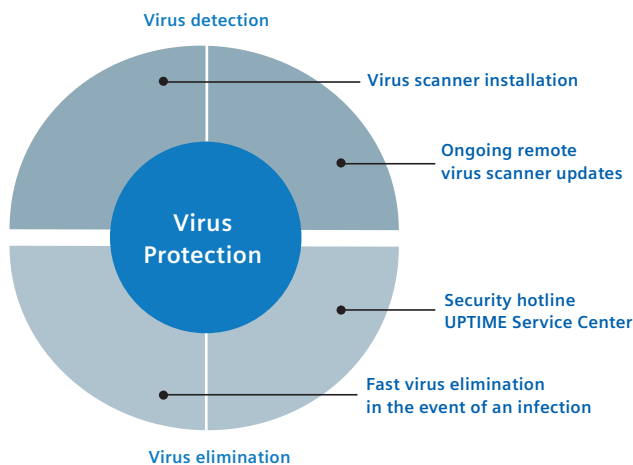 Virus detection
Virus scanner installation
Ongoing remote
virus scanner updates
Virus
Protection
Security hotline
UPTIME Service Center
Fast virus elimination
in the event of an infection
Virus elimination